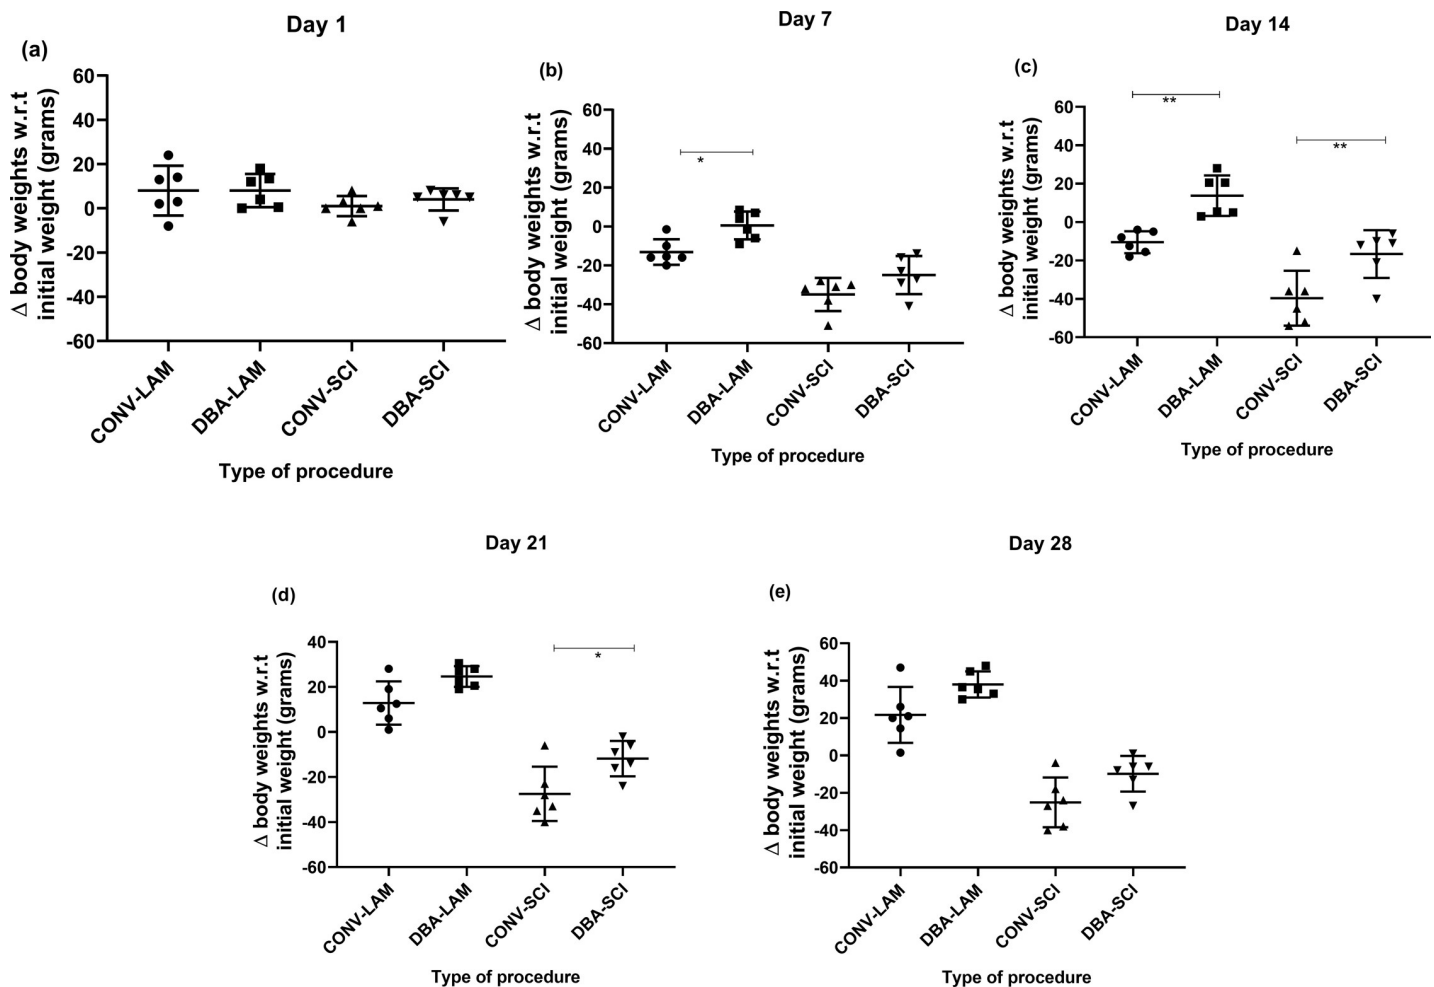 Day 1
(a)
Δ body weights w.r.t
initial weight (grams)
60
40
20
0
-20
-40
-60
CONV-LAM
DBA-LAM
CONV-SCI
DBA-SCI
Type of procedure
Day 7
(b)
Δ body weights w.r.t
initial weight (grams)
60
40
20
0
-20
-40
-60
*
CONV-LAM
DBA-LAM
CONV-SCI
DBA-SCI
Type of procedure
Day 14
(c)
Δ body weights w.r.t
initial weight (grams)
60
40
20
0
-20
-40
-60
**
**
CONV-LAM
DBA-LAM
CONV-SCI
DBA-SCI
Type of procedure
Day 21
(d)
Δ body weights w.r.t
initial weight (grams)
40
20
0
-20
-40
-60
*
CONV-LAM
DBA-LAM
CONV-SCI
DBA-SCI
Type of procedure
Day 28
(e)
Δ body weights w.r.t
initial weight (grams)
60
40
20
0
-20
-40
-60
CONV-LAM
DBA-LAM
CONV-SCI
DBA-SCI
Type of procedure